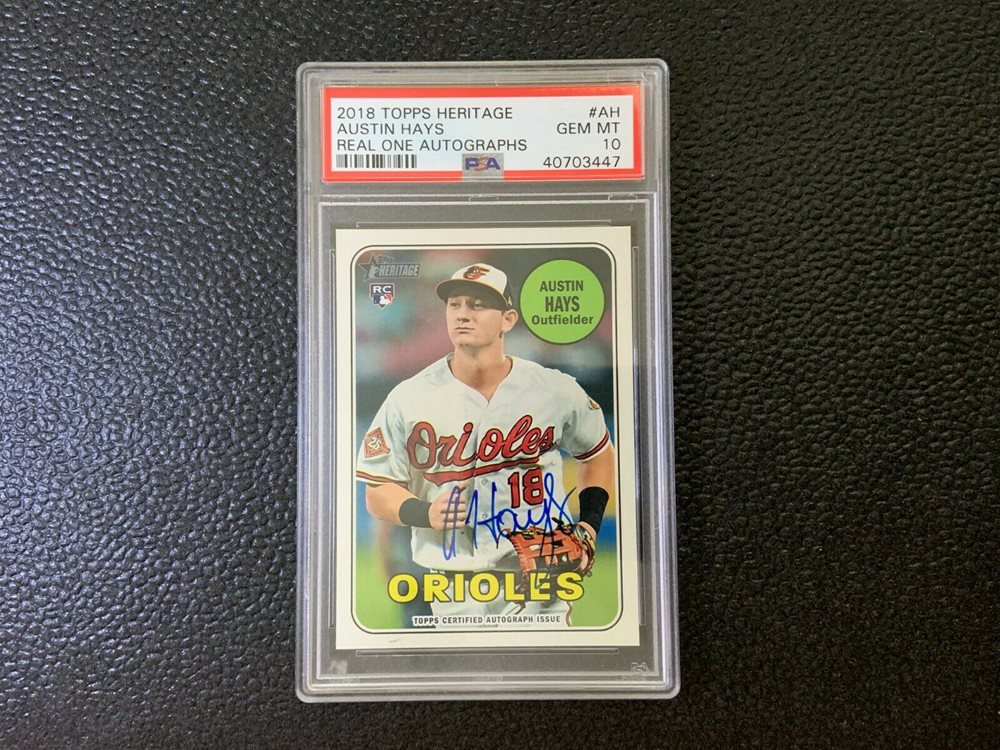 2018 TOPPS HERITAGE #AH
AUSTIN HAYS GEM MT
REAL ONE AUTOGRAPHS 10
PSA 40703447
HERITAGE
RC
AUSTIN
HAYS
Outfielder
Orioles
18
A Hays
ORIOLES
TOPPS CERTIFIED AUTOGRAPH ISSUE